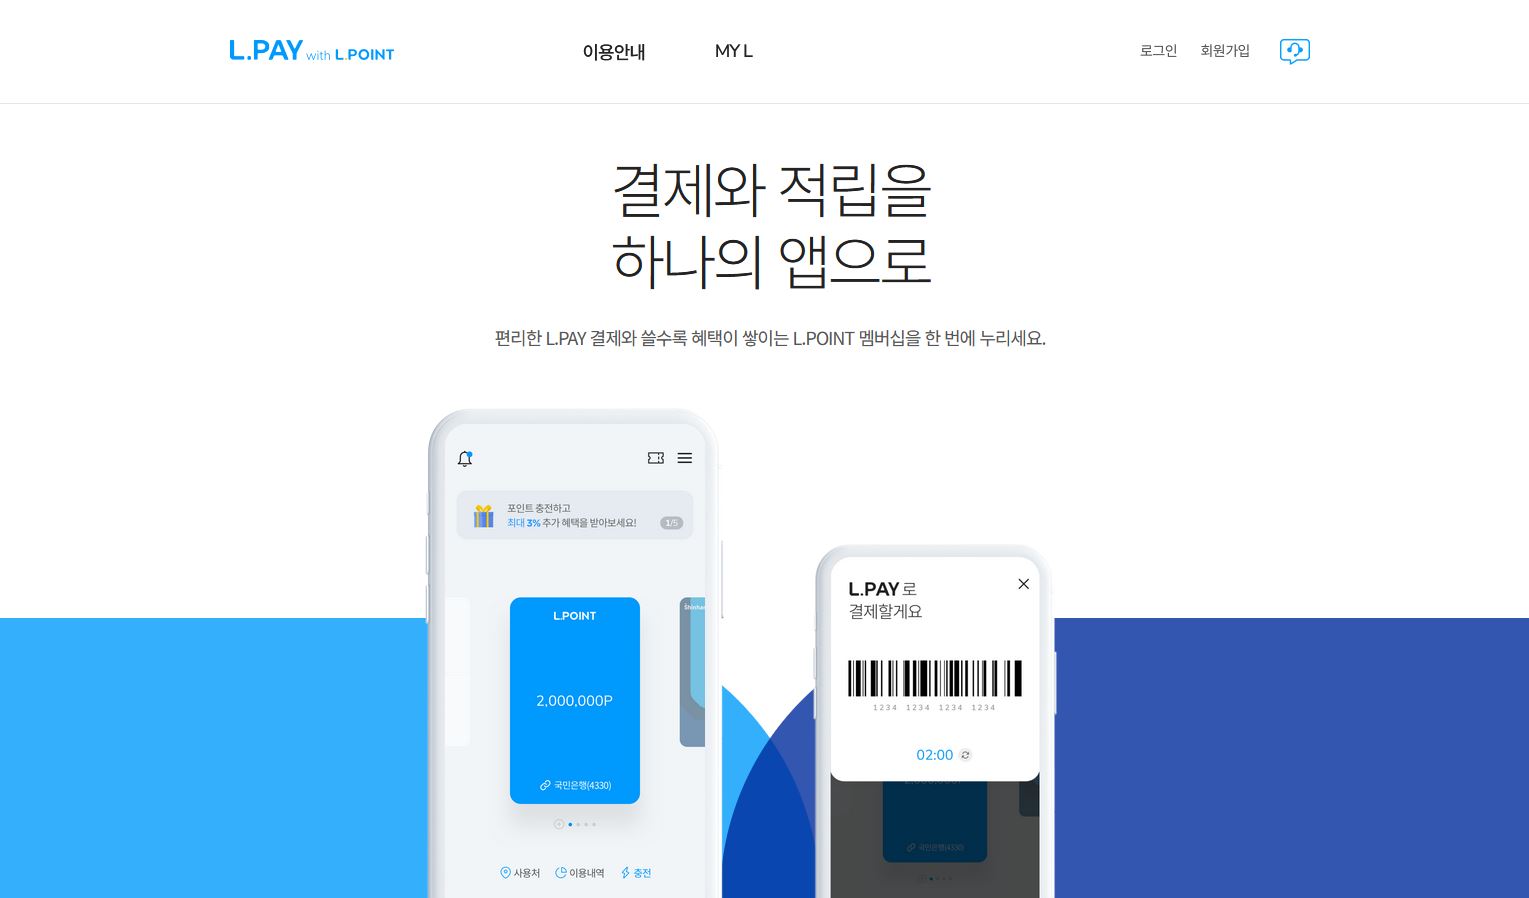 L.PAY with L.POINT
이용안내
MY L
로그인
회원가입
결제와 적립을
하나의 앱으로
편리한 L.PAY 결제와 쓸수록 혜택이 쌓이는 L.POINT 멤버십을 한 번에 누리세요.
포인트 충전하고
최대 3% 추가 혜택을 받아보세요!
1/5
L.POINT
2,000,000P
국민은행(4330)
사용처
이용내역
충전
L.PAY 로
결제할게요
1234 1234 1234 1234
02:00
국민은행(4330)